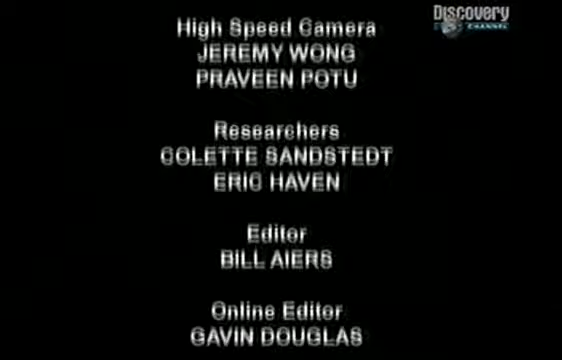 High Speed Camera
JEREMY WONG
PRAVEEN POTU
Researchers
COLETTE SANDSTEDT
ERIC HAVEN
Editor
BILL AIERS
Online Editor
GAVIN DOUGLAS
Discovery
CHANNEL